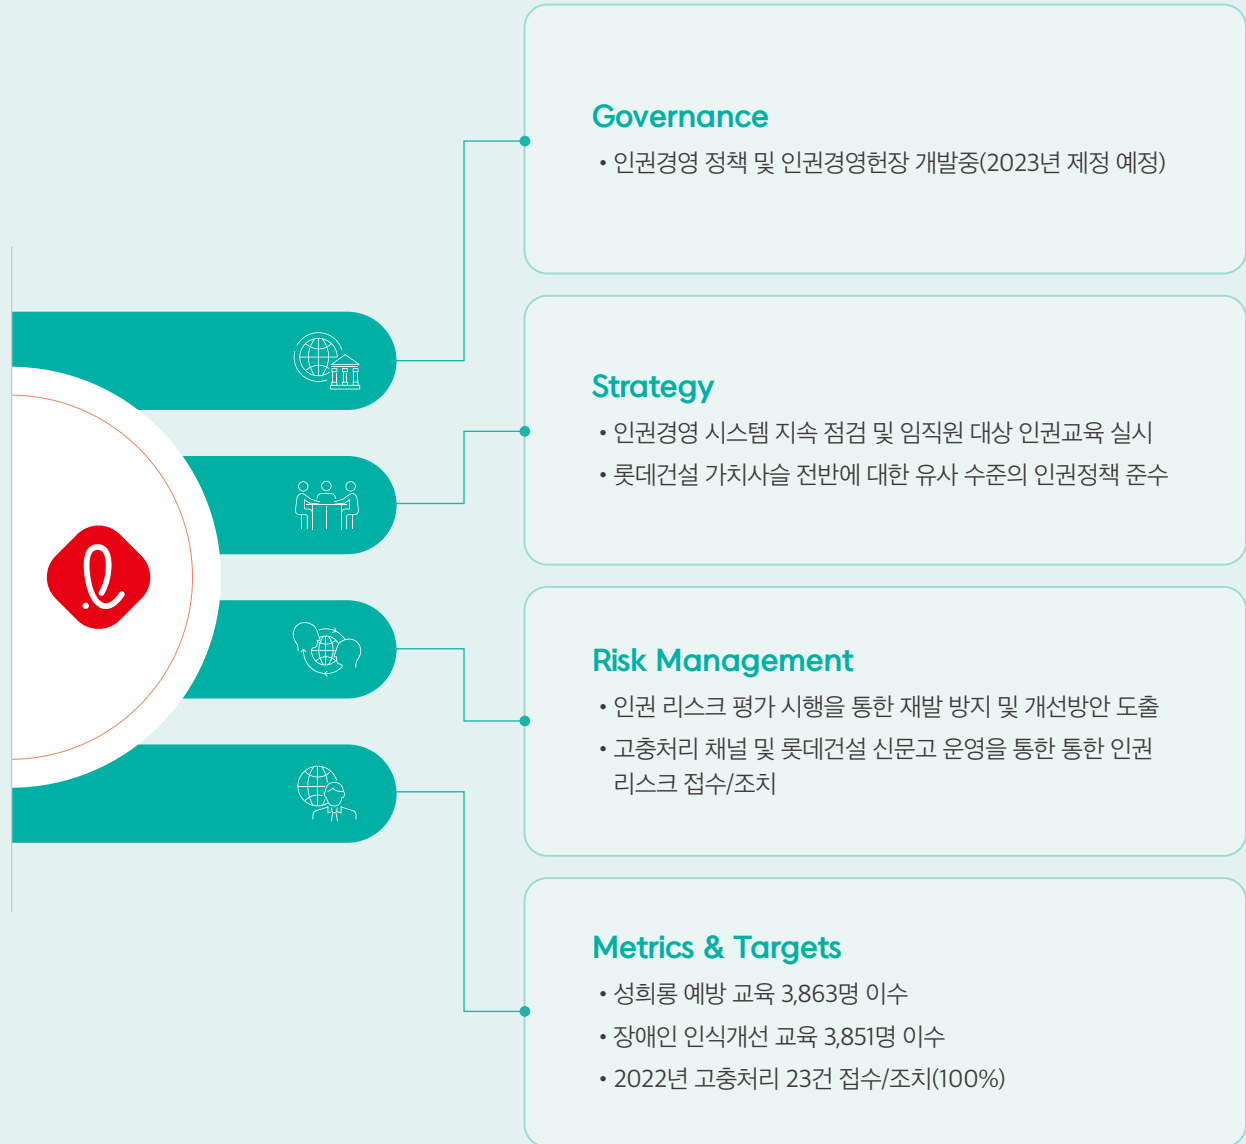 Governance
• 인권경영 정책 및 인권경영헌장 개발중(2023년 제정 예정)
Strategy
• 인권경영 시스템 지속 점검 및 임직원 대상 인권교육 실시
• 롯데건설 가치사슬 전반에 대한 유사 수준의 인권정책 준수
Risk Management
• 인권 리스크 평가 시행을 통한 재발 방지 및 개선방안 도출
• 고충처리 채널 및 롯데건설 신문고 운영을 통한 통한 인권
리스크 접수/조치
Metrics & Targets
• 성희롱 예방 교육 3,863명 이수
• 장애인 인식개선 교육 3,851명 이수
• 2022년 고충처리 23건 접수/조치(100%)